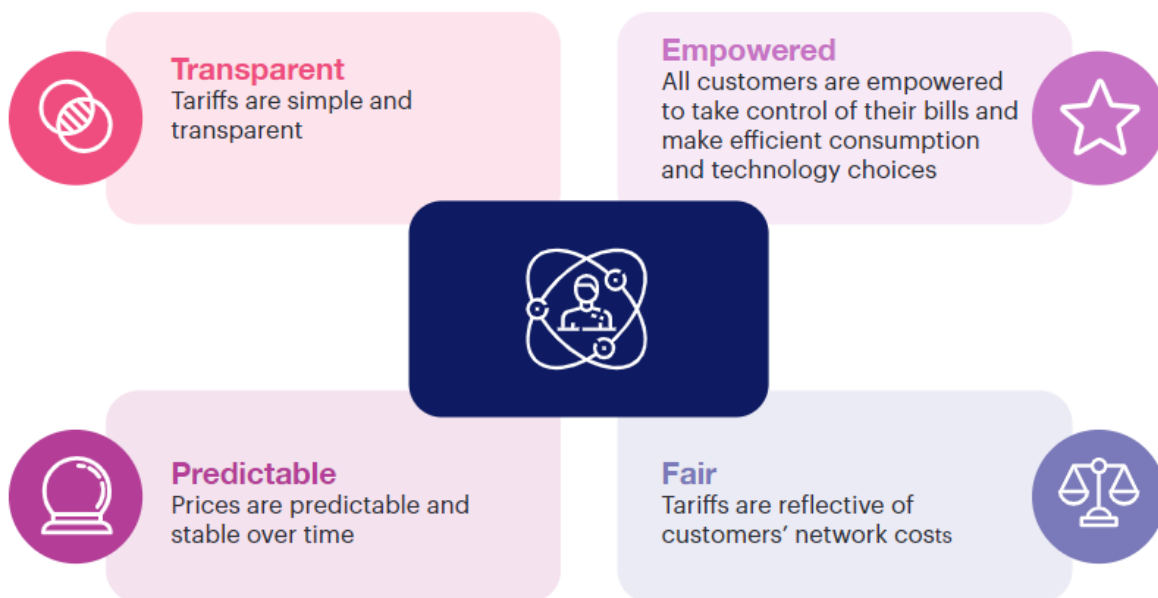 Transparent
Tariffs are simple and
transparent
Empowered
All customers are empowered
to take control of their bills and
make efficient consumption
and technology choices
Predictable
Prices are predictable and
stable over time
Fair
Tariffs are reflective of
customers’ network costs